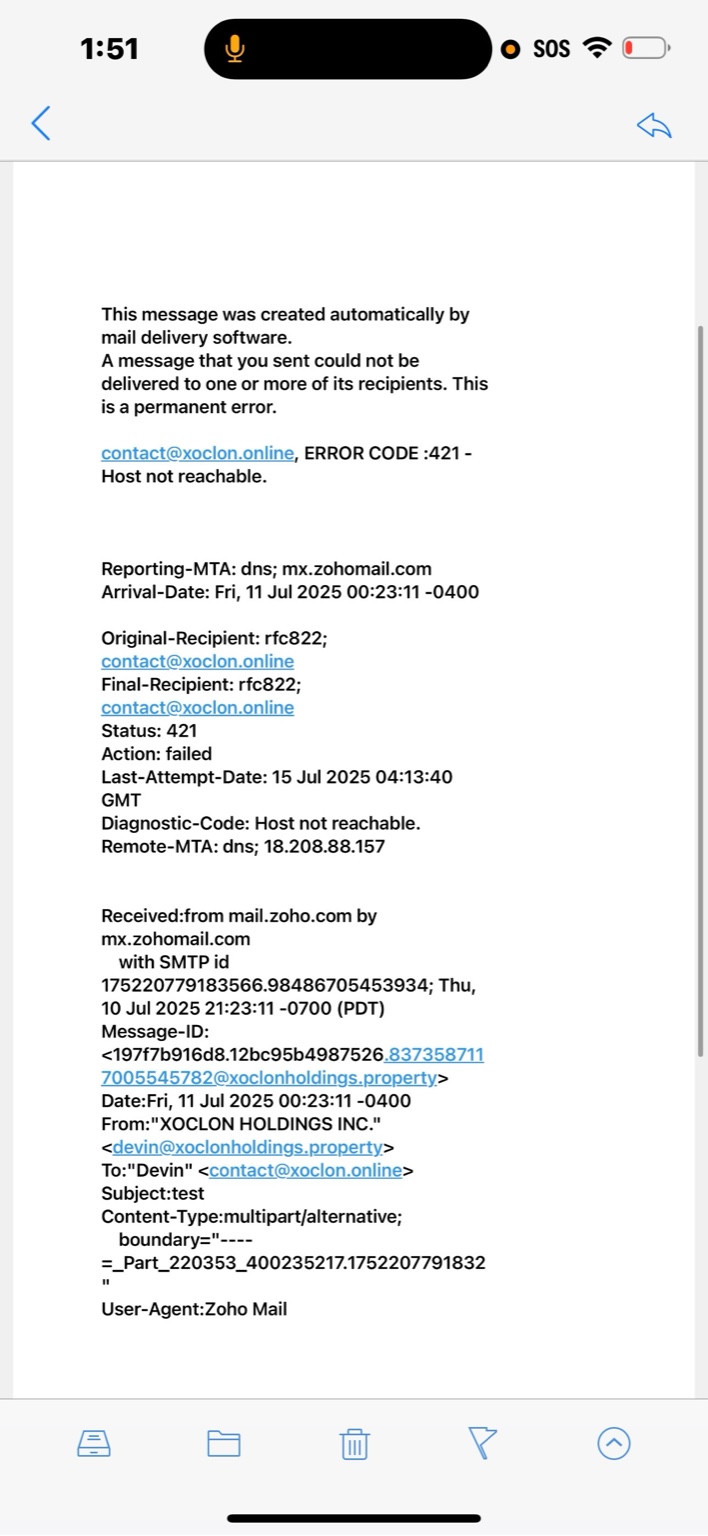 1:51
SOS
This message was created automatically by
mail delivery software.
A message that you sent could not be
delivered to one or more of its recipients. This
is a permanent error.
contact@xoclon.online, ERROR CODE :421 -
Host not reachable.
Reporting-MTA: dns; mx.zohomail.com
Arrival-Date: Fri, 11 Jul 2025 00:23:11 -0400
Original-Recipient: rfc822;
contact@xoclon.online
Final-Recipient: rfc822;
contact@xoclon.online
Status: 421
Action: failed
Last-Attempt-Date: 15 Jul 2025 04:13:40
GMT
Diagnostic-Code: Host not reachable.
Remote-MTA: dns; 18.208.88.157
Received:from mail.zoho.com by
mx.zohomail.com
with SMTP id
175220779183566.98486705453934; Thu,
10 Jul 2025 21:23:11 -0700 (PDT)
Message-ID:
<197f7b916d8.12bc95b4987526.837358711
7005545782@xoclonholdings.property>
Date:Fri, 11 Jul 2025 00:23:11 -0400
From:"XOCLON HOLDINGS INC."
<devin@xoclonholdings.property>
To:"Devin" <contact@xoclon.online>
Subject:test
Content-Type:multipart/alternative;
boundary="----
=_Part_220353_400235217.1752207791832
"
User-Agent:Zoho Mail